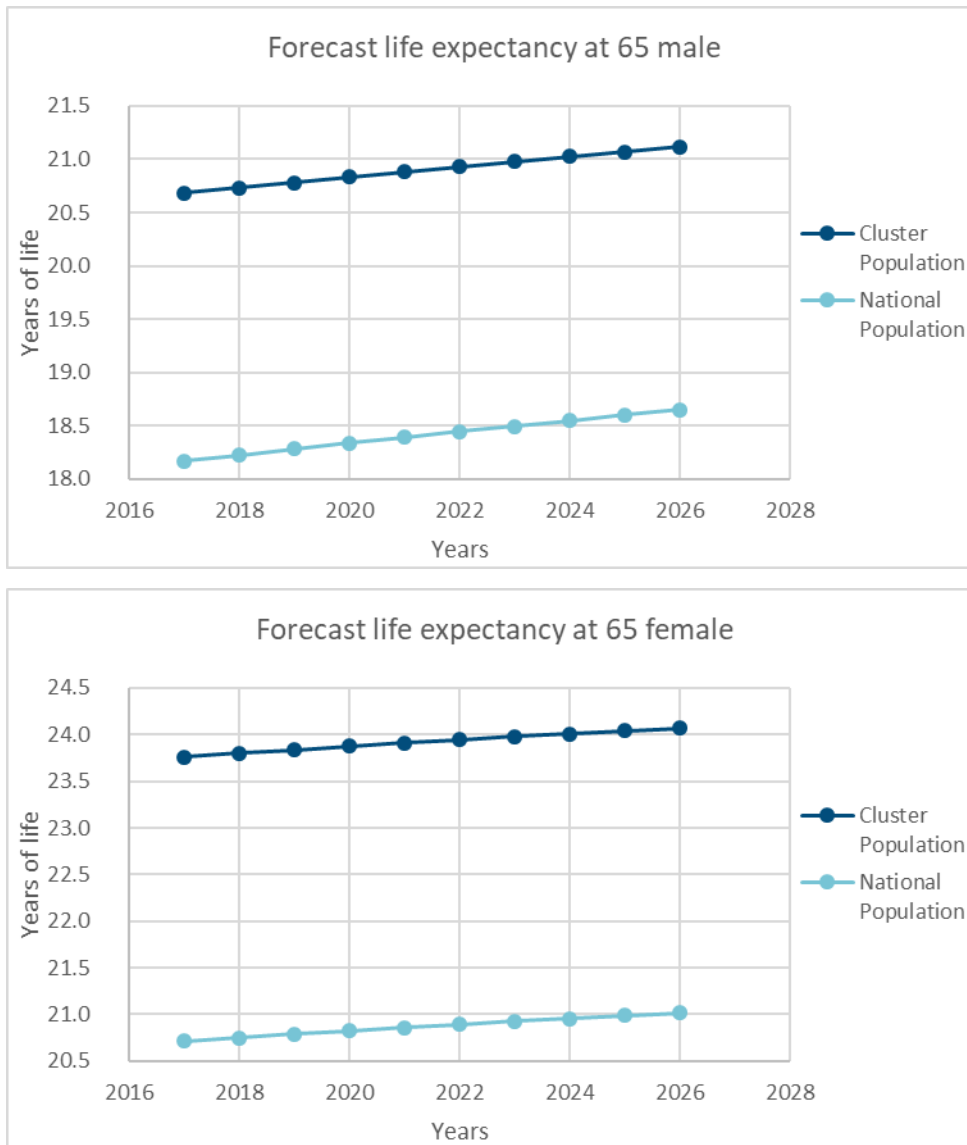 Forecast life expectancy at 65 male
21.5
21.0
20.5
20.0
19.5
19.0
18.5
18.0
Years of life
2016 2018 2020 2022 2024 2026 2028
Years
Cluster
Population
National
Population
Forecast life expectancy at 65 female
24.5
24.0
23.5
23.0
22.5
22.0
21.5
21.0
20.5
Years of life
2016 2018 2020 2022 2024 2026 2028
Years
Cluster
Population
National
Population